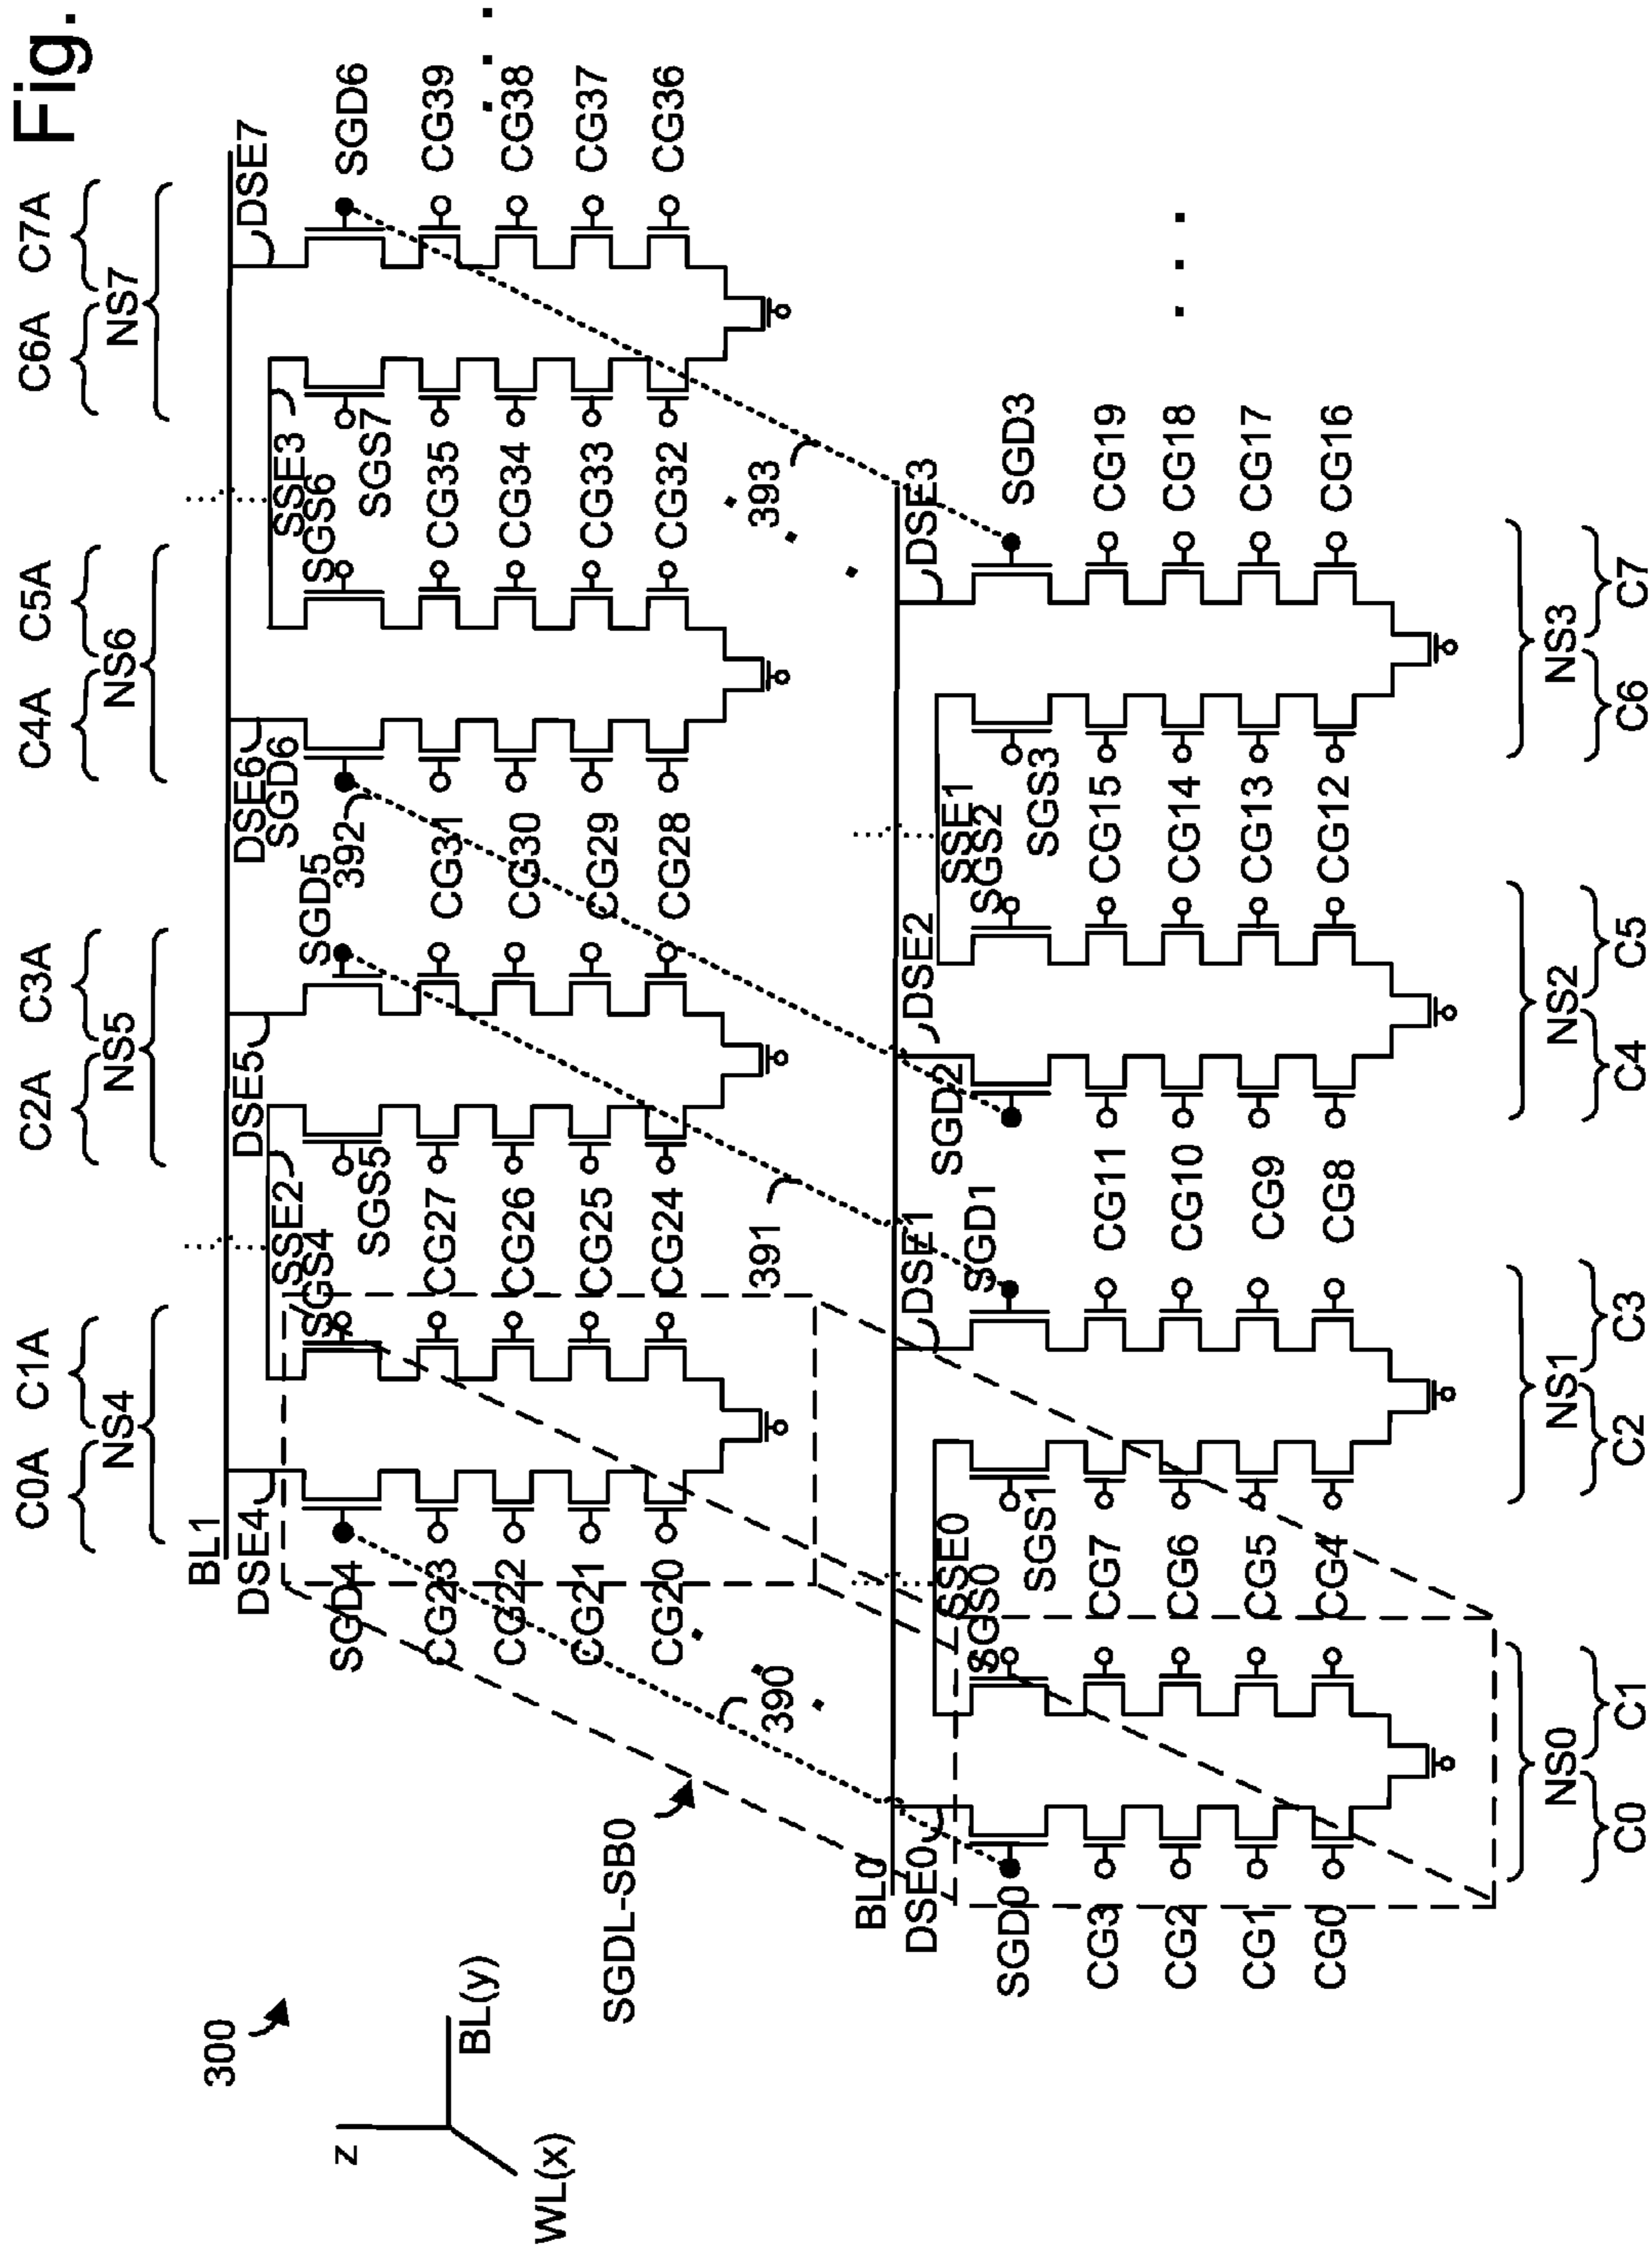 Fig.
C0A C1A C2A C3A C4A C5A C6A C7A
NS4 NS5 NS6 NS7
300
BL1
DSE4 DSE5 DSE6 DSE7
SSE2 SSE3
SGD4 SGS4 SGS5 SGD5 SGD6 SGS6 SGS7 SGD6
392
CG23 CG27 CG31 CG35 CG39
CG22 CG26 CG30 CG34 CG38
CG21 CG25 CG29 CG33 CG37
CG20 CG24 CG28 CG32 CG36
z
BL(y)
WL(x)
390 391 393
SGDL-SB0
BL0
DSE0 DSE1 DSE2 DSE3
SSE0 SSE1
SGD0 SGS0 SGS1 SGD1 SGD2 SGS2 SGS3 SGD3
CG3 CG7 CG11 CG15 CG19
CG2 CG6 CG10 CG14 CG18
CG1 CG5 CG9 CG13 CG17
CG0 CG4 CG8 CG12 CG16
NS0 NS1 NS2 NS3
C0 C1 C2 C3 C4 C5 C6 C7